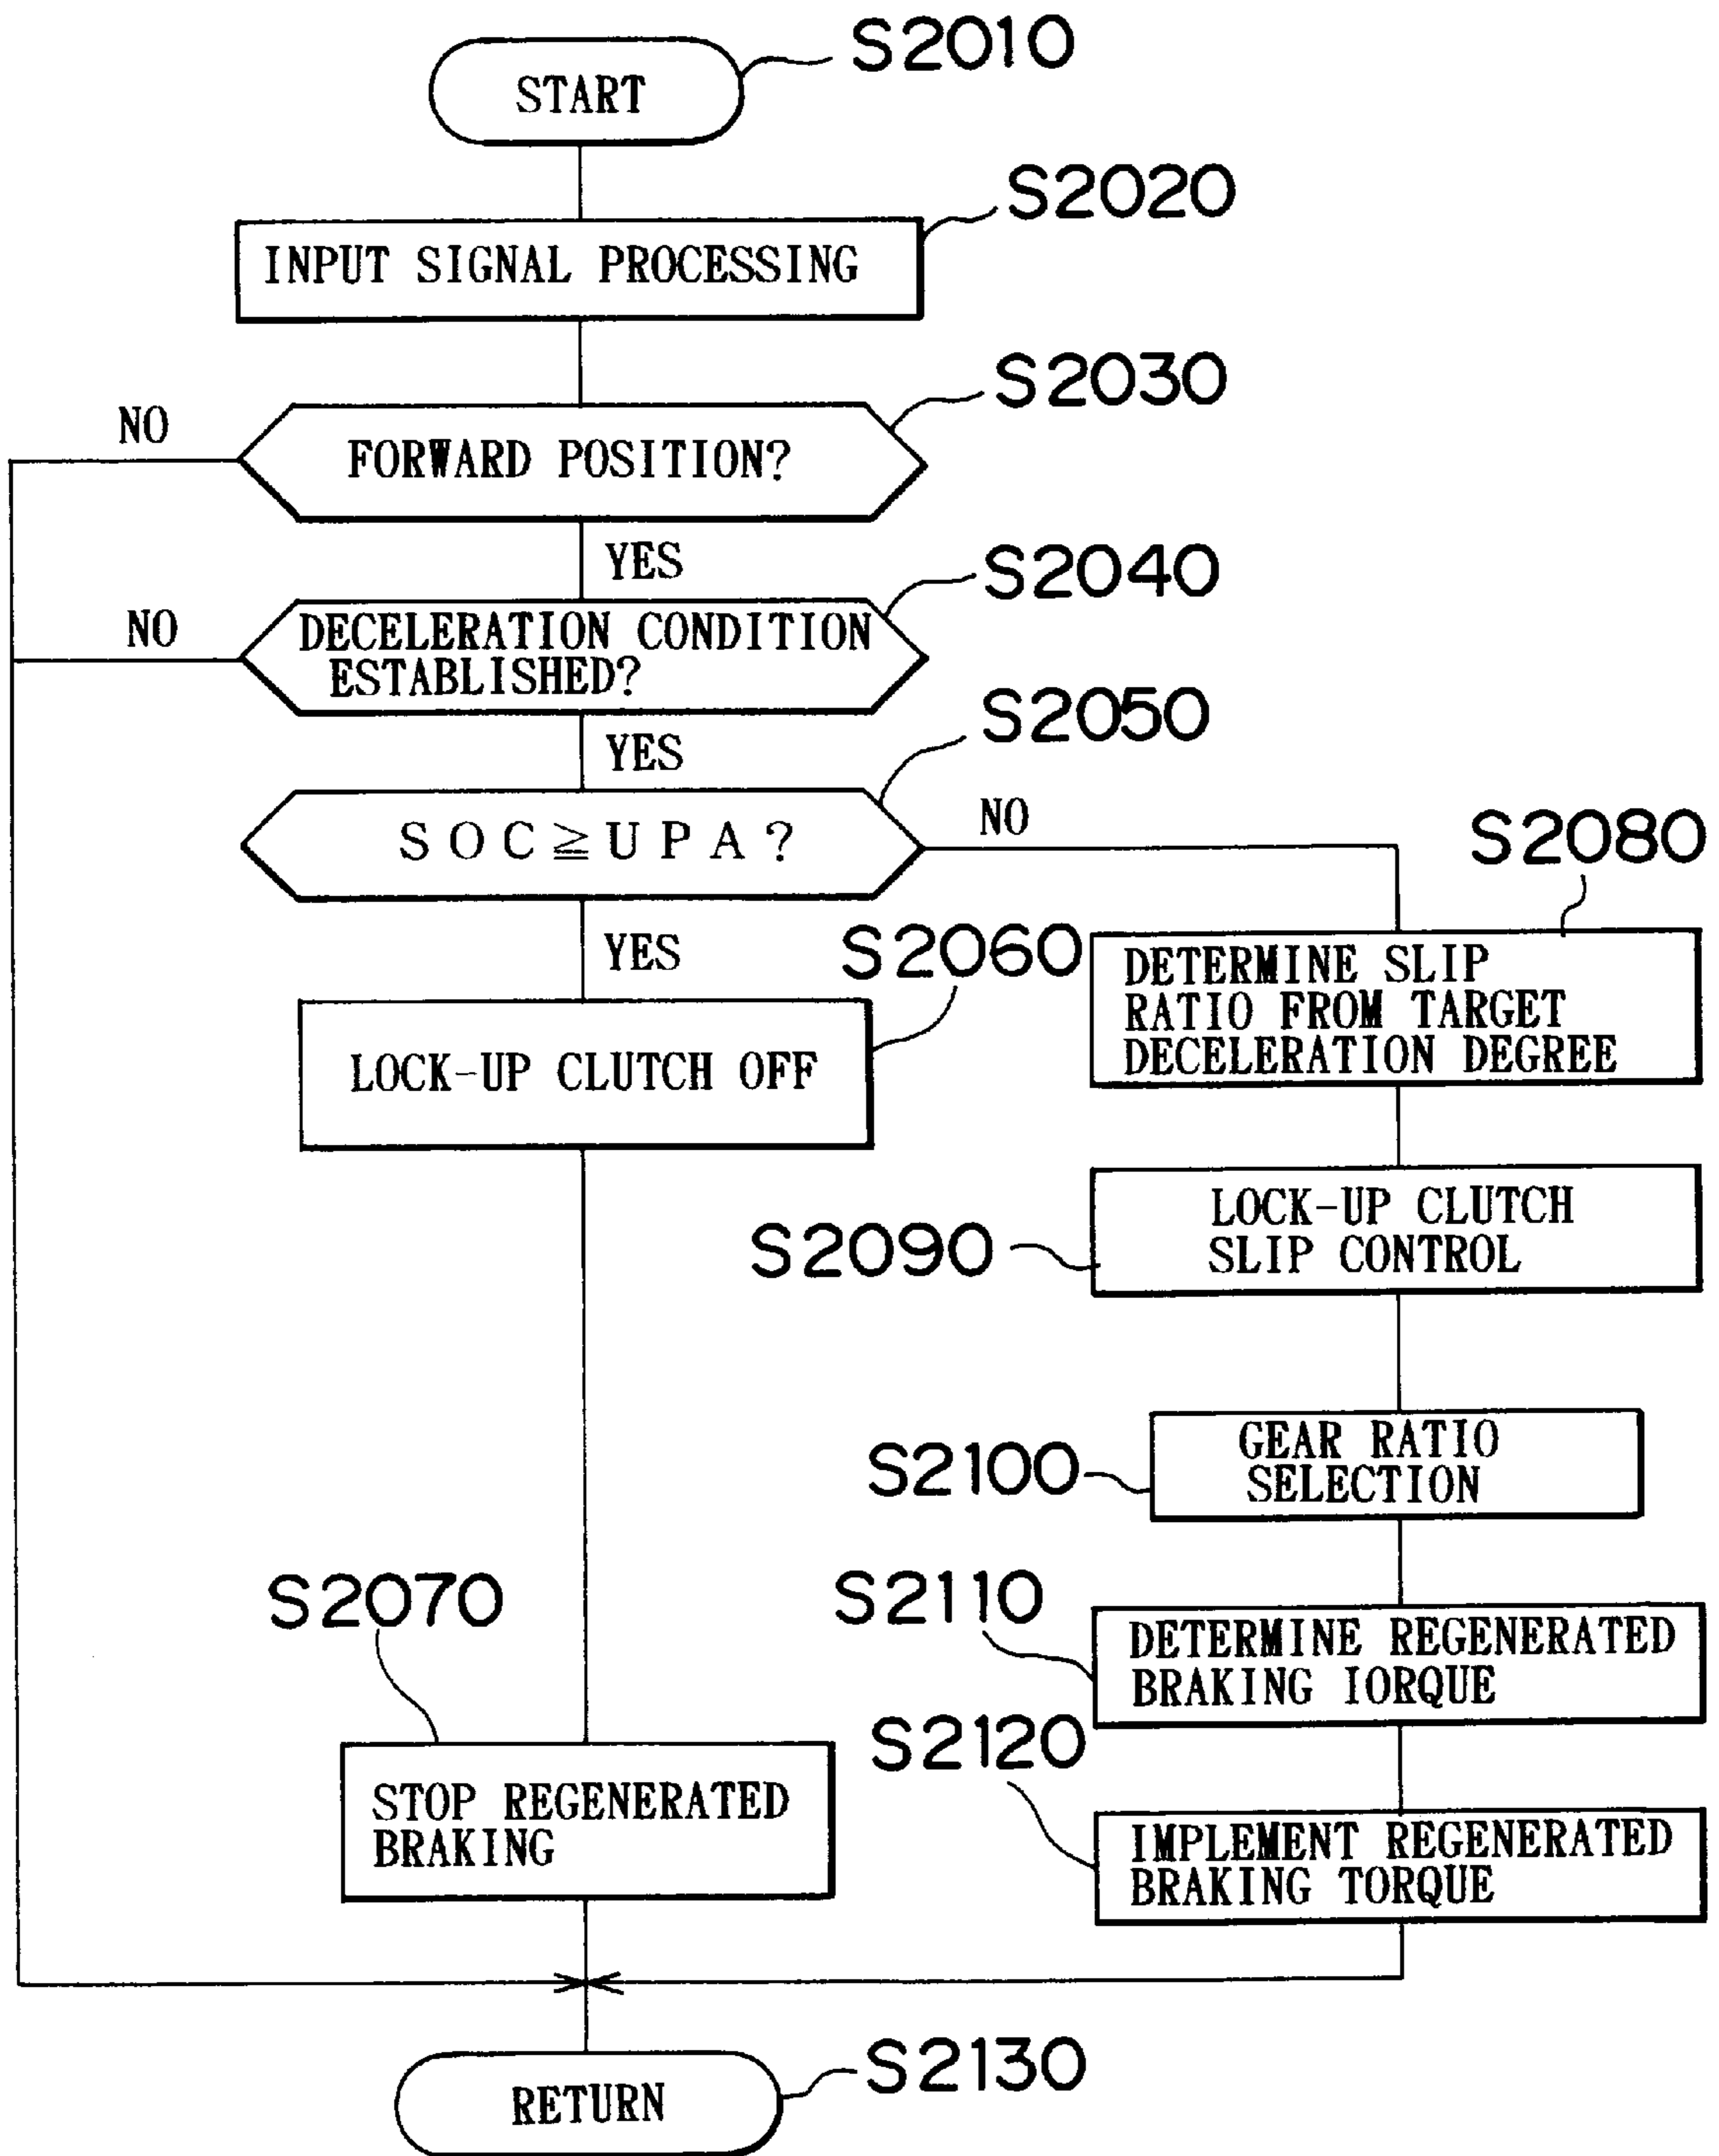 S2010
START
S2020
INPUT SIGNAL PROCESSING
S2030
NO
FORWARD POSITION?
YES
S2040
NO
DECELERATION CONDITION
ESTABLISHED?
YES
S2050
SOC≧UPA?
NO
YES
S2060
LOCK-UP CLUTCH OFF
S2070
STOP REGENERATED
BRAKING
S2080
DETERMINE SLIP
RATIO FROM TARGET
DECELERATION DEGREE
LOCK-UP CLUTCH
SLIP CONTROL
S2090
GEAR RATIO
SELECTION
S2100
S2110
DETERMINE REGENERATED
BRAKING IORQUE
S2120
IMPLEMENT REGENERATED
BRAKING TORQUE
S2130
RETURN